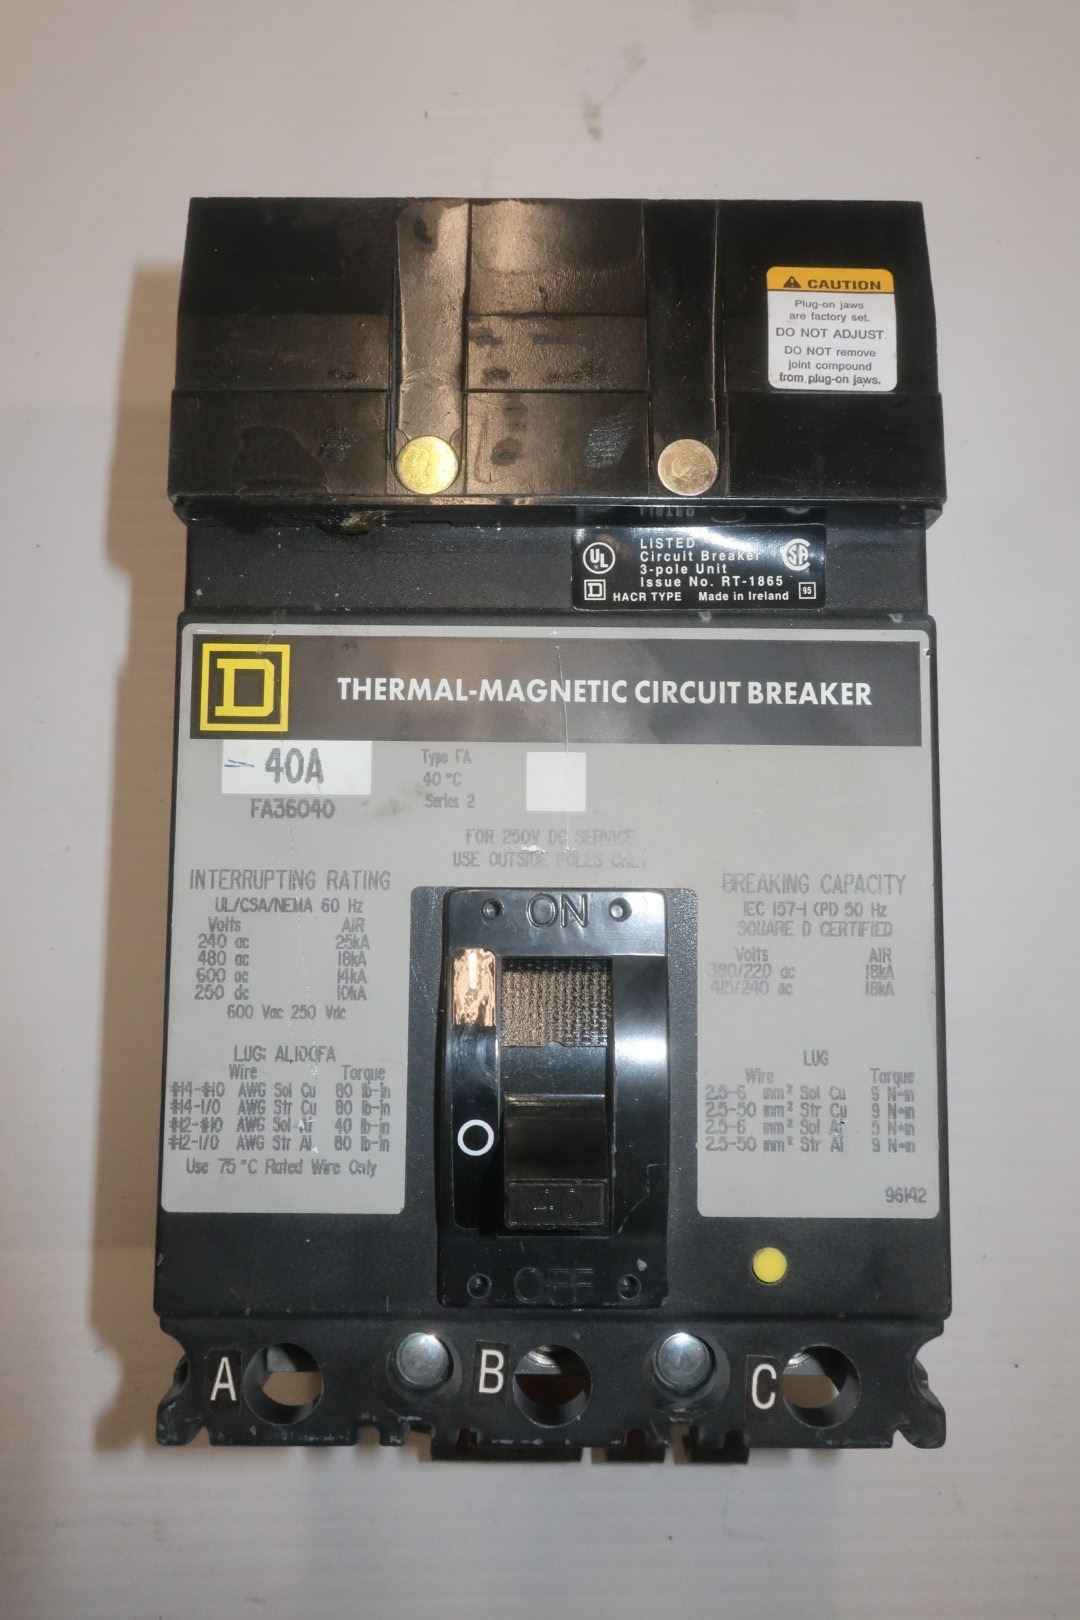 CAUTION
Plug-on jaws
are factory set.
DO NOT ADJUST.
DO NOT remove
joint compound
from plug-on jaws.
LISTED
UL
LISTED
Circuit Breaker
3-pole Unit
Issue No. RT-1865
SA
D
HACR TYPE Made in Ireland
95
D
THERMAL-MAGNETIC CIRCUIT BREAKER
40A
FA36040
Type FA
40 °C
Series 2
FOR 250V DC SERVICE
USE OUTSIDE POLES ONLY
INTERRUPTING RATING
UL/CSA/NEMA 60 Hz
Volts AIR
240 ac 25kA
480 ac 18kA
600 ac 14kA
250 dc 10kA
600 Vac 250 Vdc
LUG: AL100FA
Wire Torque
#14-#10 AWG Sol Cu 80 lb-in
#14-1/0 AWG Str Cu 80 lb-in
#12-#10 AWG Sol Al 40 lb-in
#12-1/0 AWG Str Al 80 lb-in
Use 75 °C Rated Wire Only
ON
I
O
OFF
BREAKING CAPACITY
IEC 157-1 (P1) 50 Hz
SQUARE D CERTIFIED
Volts AIR
380/220 ac 18kA
415/240 ac 18kA
LUG
Wire Torque
2.5-6 mm² Sol Cu 9 N•m
2.5-50 mm² Str Cu 9 N•m
2.5-6 mm² Sol Al 5 N•m
2.5-50 mm² Str Al 9 N•m
96142
A
B
C